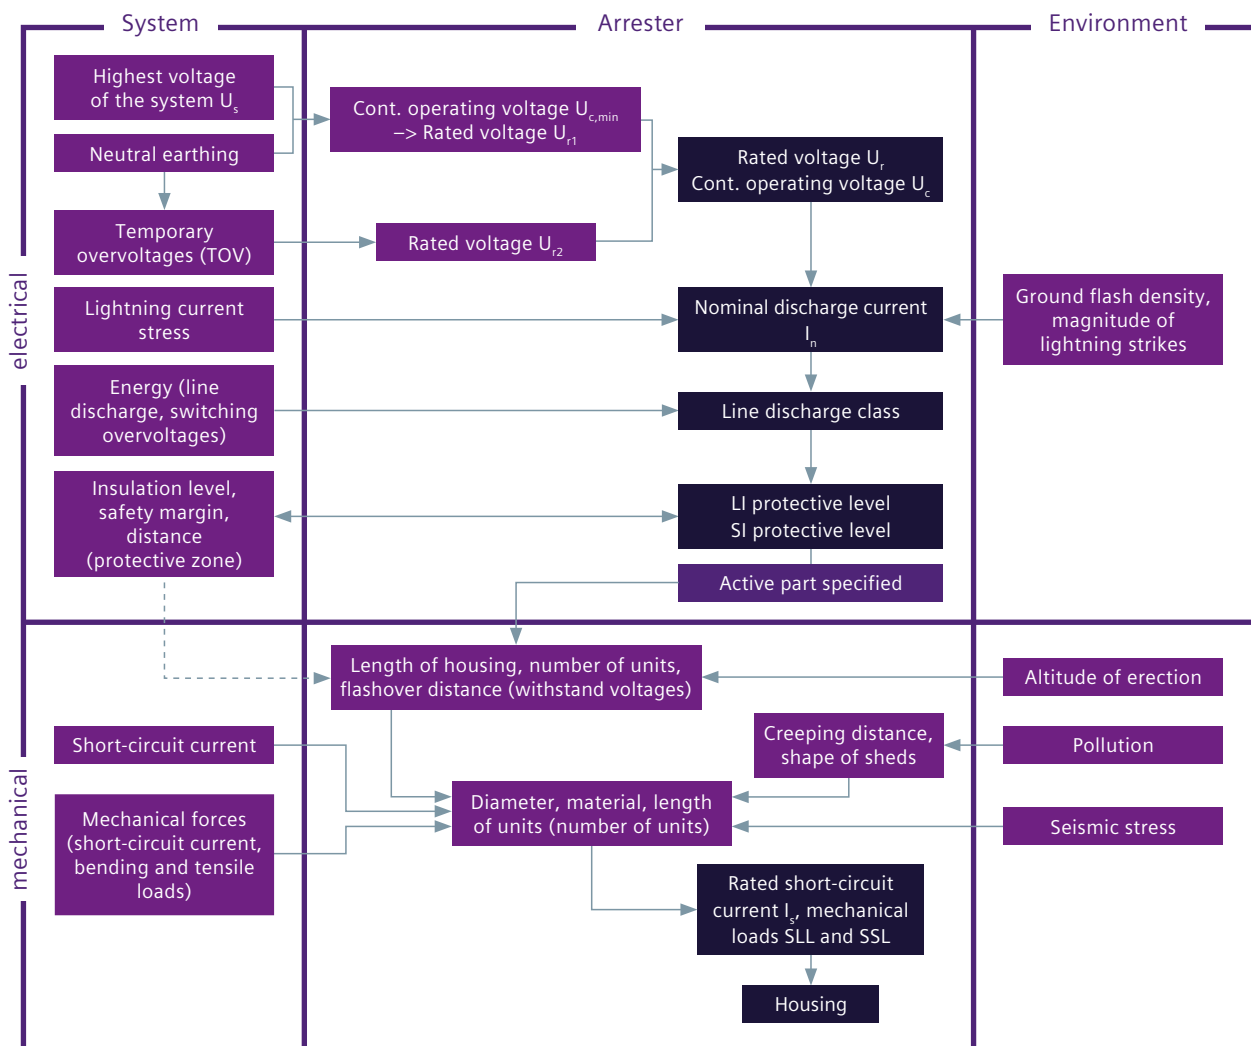 System
Arrester
Environment
electrical
mechanical
Highest voltage
of the system Us
Neutral earthing
Temporary
overvoltages (TOV)
Lightning current
stress
Energy (line
discharge, switching
overvoltages)
Insulation level,
safety margin,
distance
(protective zone)
Cont. operating voltage Uc,min
–> Rated voltage Ur1
Rated voltage Ur2
Rated voltage Ur
Cont. operating voltage Uc
Nominal discharge current
In
Line discharge class
LI protective level
SI protective level
Active part specified
Ground flash density,
magnitude of
lightning strikes
Length of housing, number of units,
flashover distance (withstand voltages)
Altitude of erection
Short-circuit current
Creeping distance,
shape of sheds
Pollution
Mechanical forces
(short-circuit current,
bending and tensile
loads)
Diameter, material, length
of units (number of units)
Seismic stress
Rated short-circuit
current Is, mechanical
loads SLL and SSL
Housing